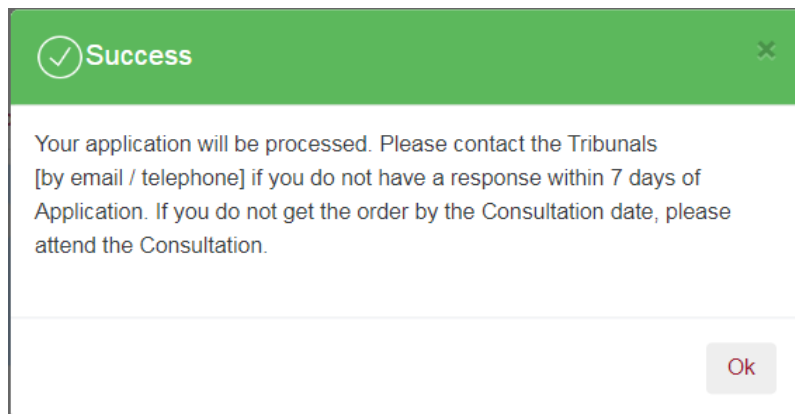 Success
Your application will be processed. Please contact the Tribunals
[by email / telephone] if you do not have a response within 7 days of
Application. If you do not get the order by the Consultation date, please
attend the Consultation.
Ok